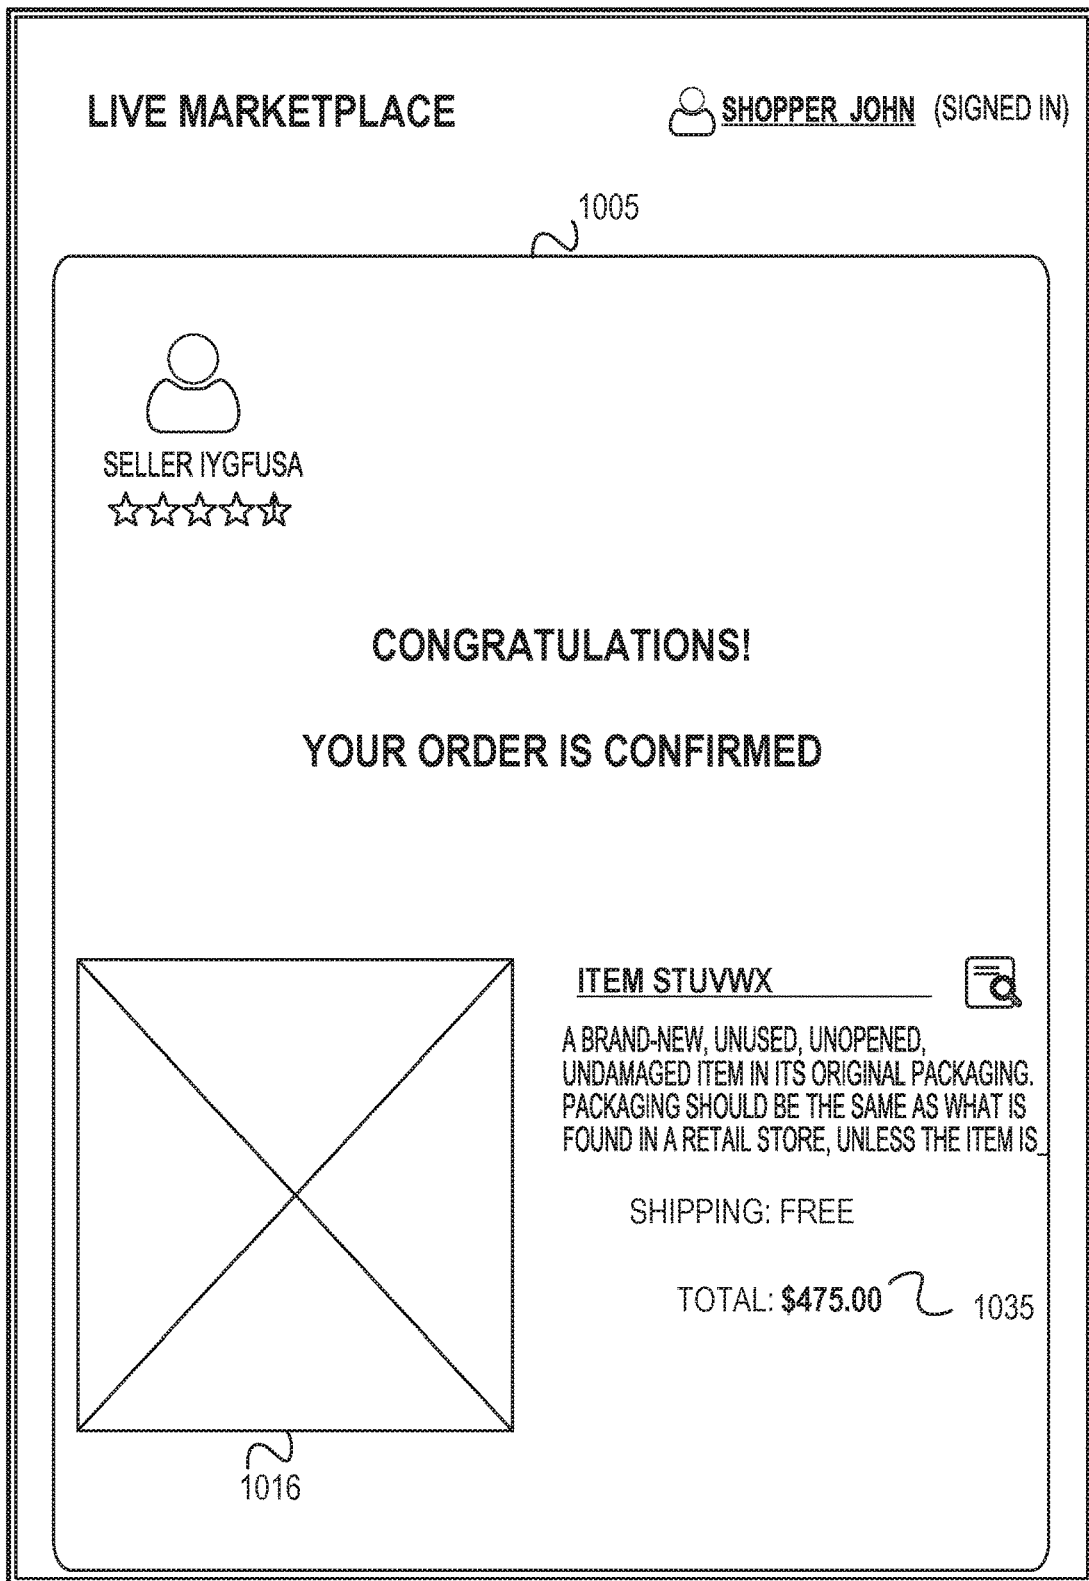 LIVE MARKETPLACE
SHOPPER JOHN (SIGNED IN)
1005
SELLER IYGFUSA
CONGRATULATIONS!
YOUR ORDER IS CONFIRMED
ITEM STUVWX
A BRAND-NEW, UNUSED, UNOPENED,
UNDAMAGED ITEM IN ITS ORIGINAL PACKAGING.
PACKAGING SHOULD BE THE SAME AS WHAT IS
FOUND IN A RETAIL STORE, UNLESS THE ITEM IS_
SHIPPING: FREE
TOTAL: $475.00
1035
1016